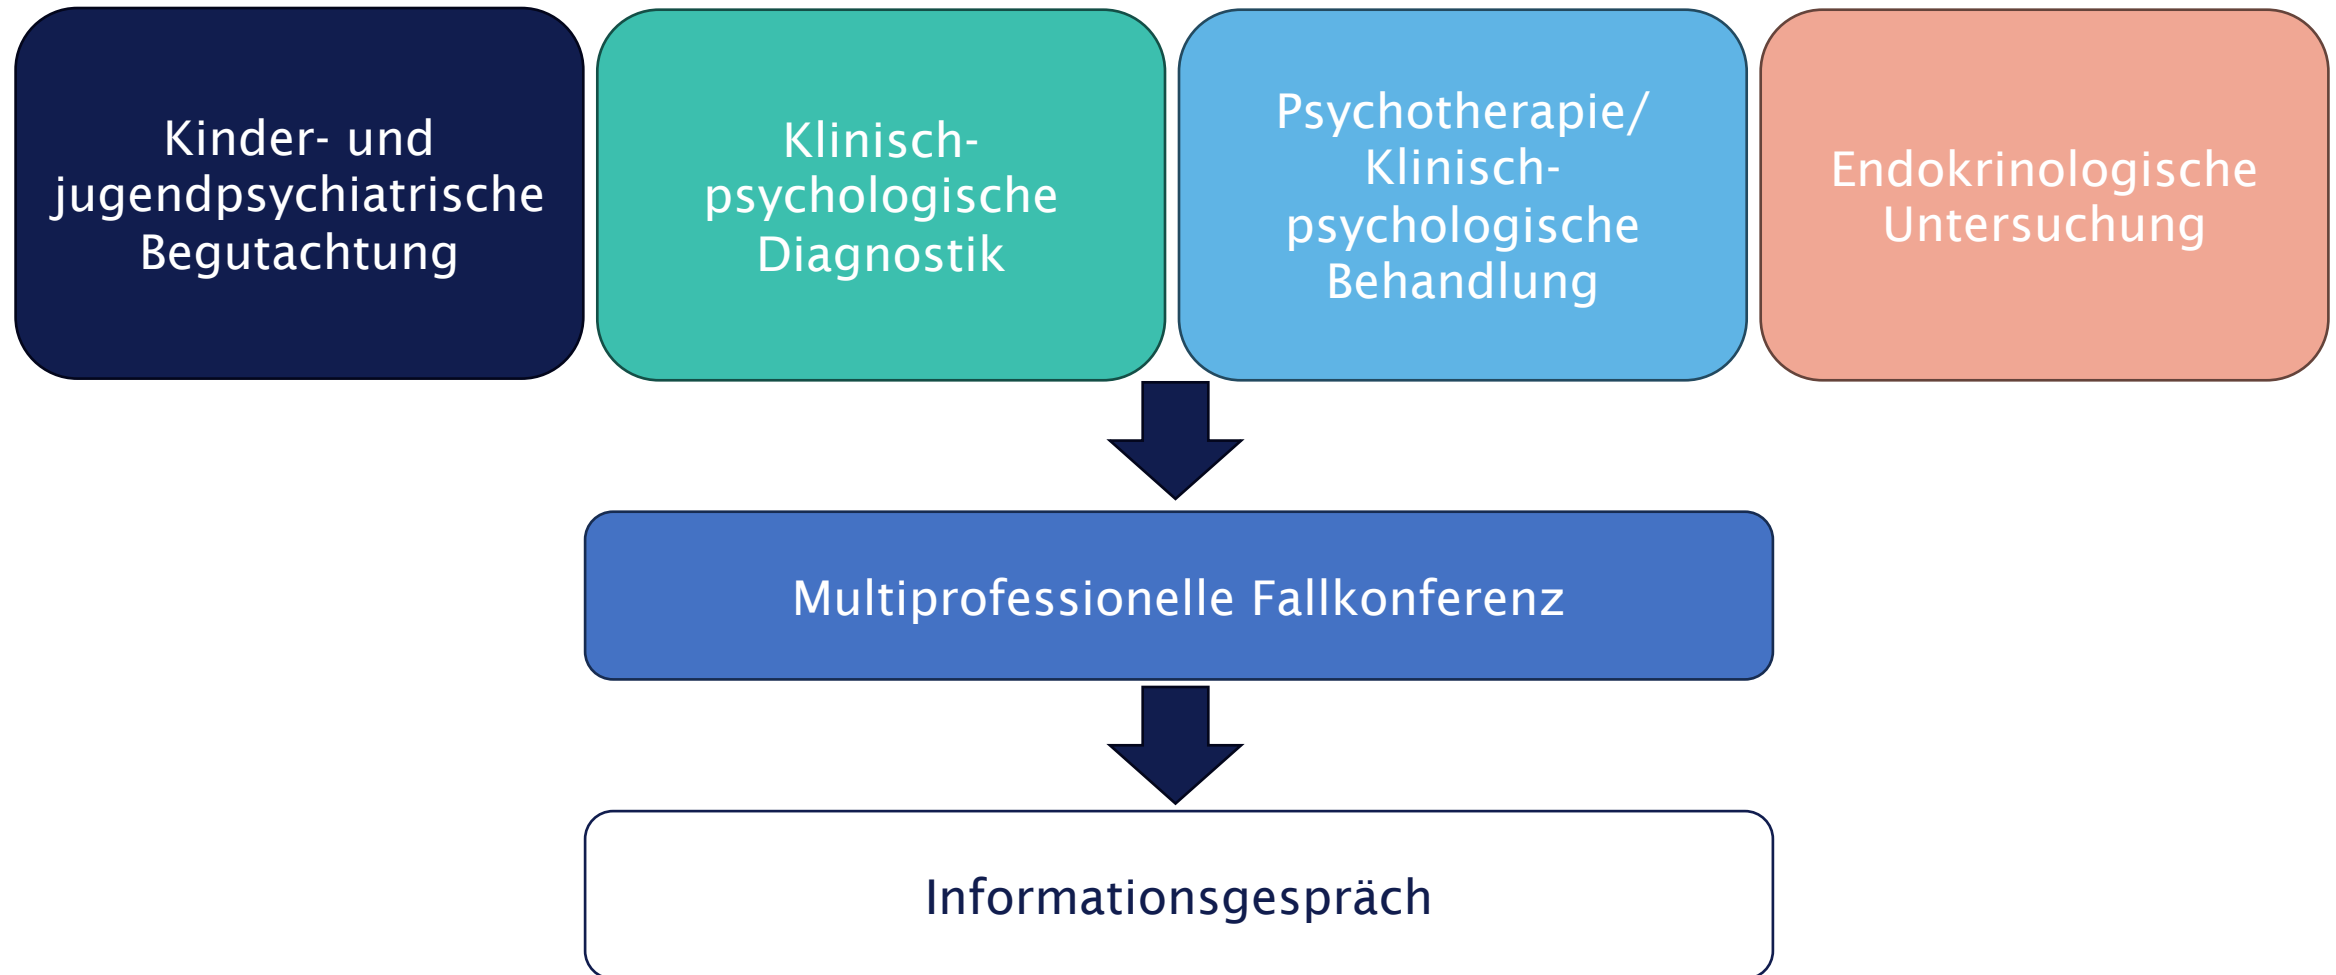 Kinder- und
jugendpsychiatrische
Begutachtung
Klinisch-
psychologische
Diagnostik
Psychotherapie/
Klinisch-
psychologische
Behandlung
Endokrinologische
Untersuchung
Multiprofessionelle Fallkonferenz
Informationsgespräch